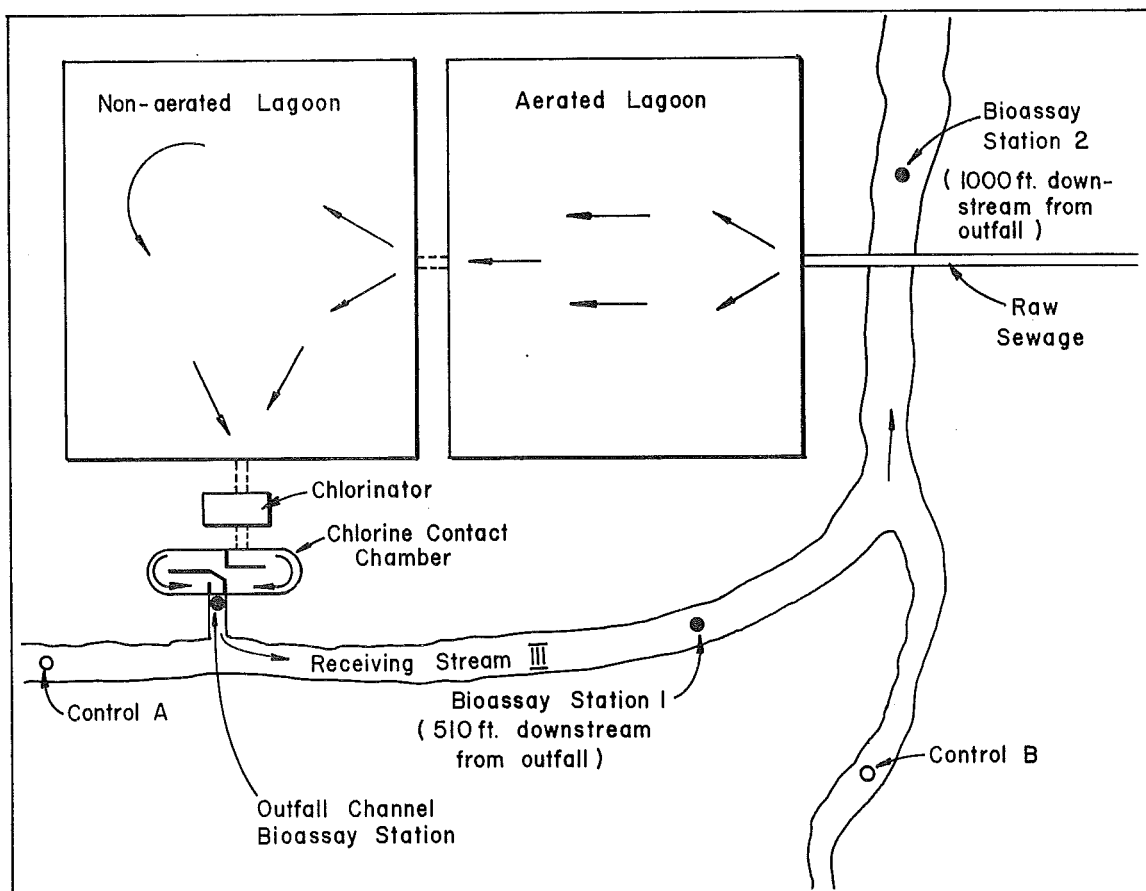 Non-aerated Lagoon
Aerated Lagoon
Bioassay
Station 2
(1000 ft. down-
stream from
outfall)
Raw
Sewage
Chlorinator
Chlorine Contact
Chamber
Receiving Stream III
Control A
Bioassay Station 1
(510 ft. downstream
from outfall)
Control B
Outfall Channel
Bioassay Station